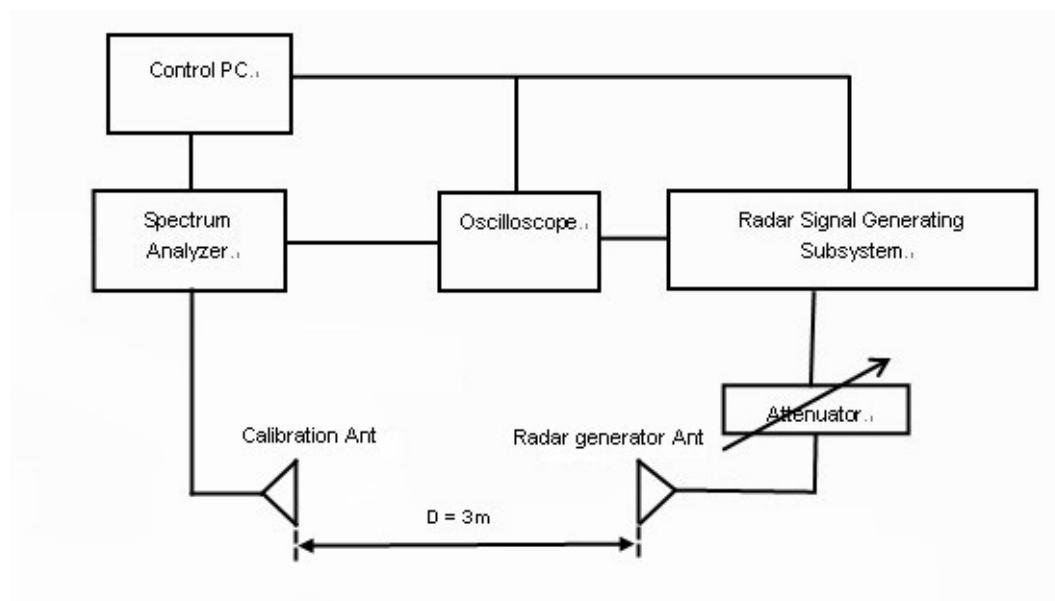 Control PC.
Spectrum
Analyzer.
Oscilloscope.
Radar Signal Generating
Subsystem.
Attenuator.
Calibration Ant
Radar generator Ant
D = 3m